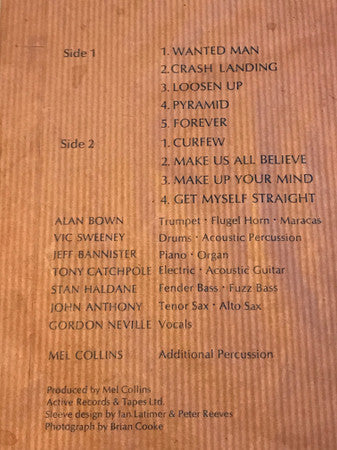 Side 1 1. WANTED MAN
2. CRASH LANDING
3. LOOSEN UP
4. PYRAMID
5. FOREVER
Side 2 1. CURFEW
2. MAKE US ALL BELIEVE
3. MAKE UP YOUR MIND
4. GET MYSELF STRAIGHT
ALAN BOWN Trumpet · Flugel Horn · Maracas
VIC SWEENEY Drums · Acoustic Percussion
JEFF BANNISTER Piano · Organ
TONY CATCHPOLE Electric · Acoustic Guitar
STAN HALDANE Fender Bass · Fuzz Bass
JOHN ANTHONY Tenor Sax · Alto Sax
GORDON NEVILLE Vocals
MEL COLLINS Additional Percussion
Produced by Mel Collins
Active Records & Tapes Ltd.
Sleeve design by Ian Latimer & Peter Reeves
Photograph by Brian Cooke